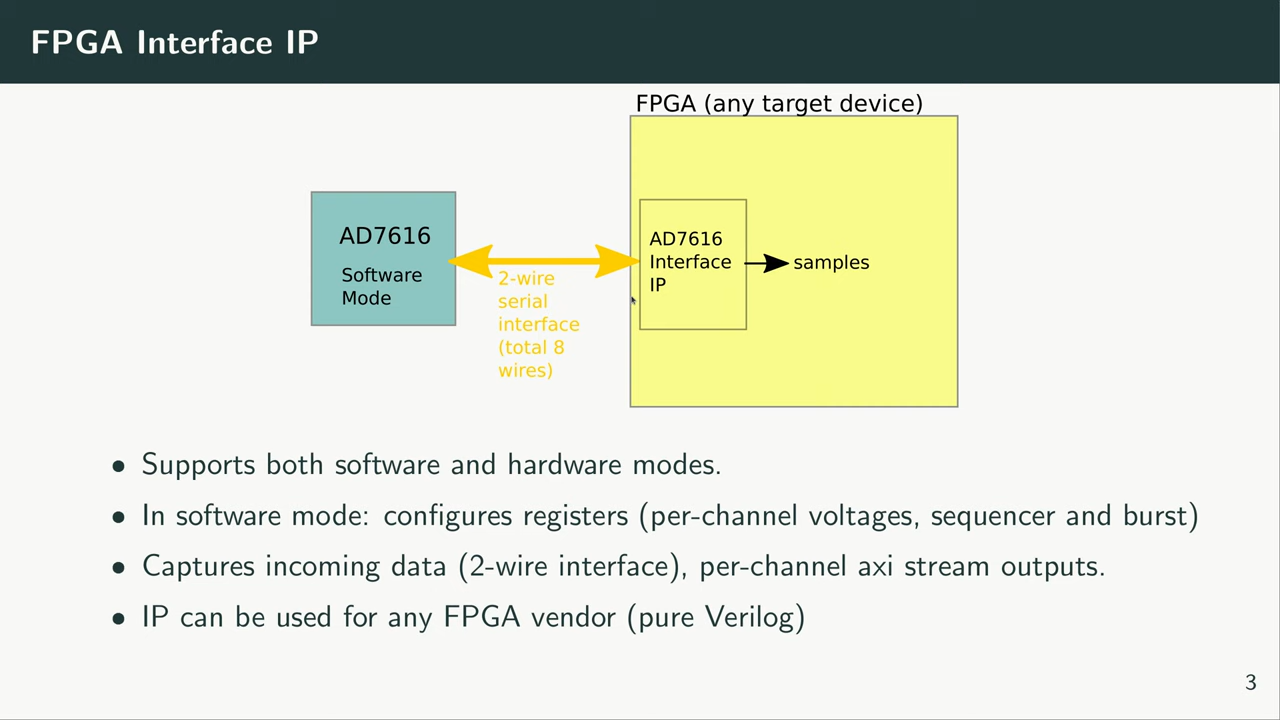 FPGA Interface IP
FPGA (any target device)
AD7616
Software
Mode
2-wire
serial
interface
(total 8
wires)
AD7616
Interface
IP
samples
• Supports both software and hardware modes.
• In software mode: configures registers (per-channel voltages, sequencer and burst)
• Captures incoming data (2-wire interface), per-channel axi stream outputs.
• IP can be used for any FPGA vendor (pure Verilog)
3